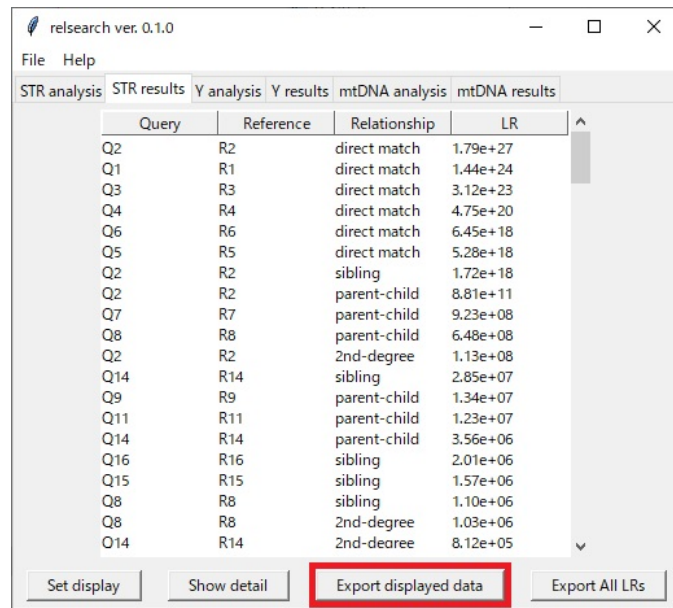 relsearch ver. 0.1.0
File Help
STR analysis STR results Y analysis Y results mtDNA analysis mtDNA results
Query Reference Relationship LR
Q2 R2 direct match 1.79e+27
Q1 R1 direct match 1.44e+24
Q3 R3 direct match 3.12e+23
Q4 R4 direct match 4.75e+20
Q6 R6 direct match 6.45e+18
Q5 R5 direct match 5.28e+18
Q2 R2 sibling 1.72e+18
Q2 R2 parent-child 8.81e+11
Q7 R7 parent-child 9.23e+08
Q8 R8 parent-child 6.48e+08
Q2 R2 2nd-degree 1.13e+08
Q14 R14 sibling 2.85e+07
Q9 R9 parent-child 1.34e+07
Q11 R11 parent-child 1.23e+07
Q14 R14 parent-child 3.56e+06
Q16 R16 sibling 2.01e+06
Q15 R15 sibling 1.57e+06
Q8 R8 sibling 1.10e+06
Q8 R8 2nd-degree 1.03e+06
Q14 R14 2nd-degree 8.12e+05
Set display Show detail Export displayed data Export All LRs